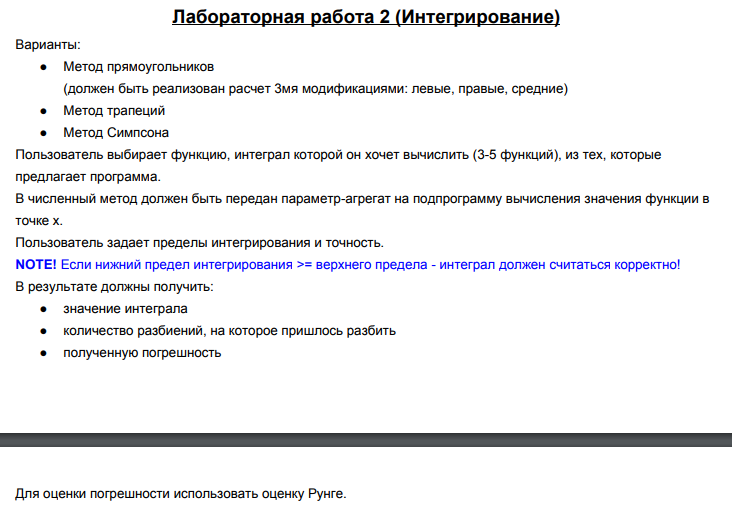 Лабораторная работа 2 (Интегрирование)
Варианты:
● Метод прямоугольников
(должен быть реализован расчет 3мя модификациями: левые, правые, средние)
● Метод трапеций
● Метод Симпсона
Пользователь выбирает функцию, интеграл которой он хочет вычислить (3-5 функций), из тех, которые
предлагает программа.
В численный метод должен быть передан параметр-агрегат на подпрограмму вычисления значения функции в
точке x.
Пользователь задает пределы интегрирования и точность.
NOTE! Если нижний предел интегрирования >= верхнего предела - интеграл должен считаться корректно!
В результате должны получить:
● значение интеграла
● количество разбиений, на которое пришлось разбить
● полученную погрешность
Для оценки погрешности использовать оценку Рунге.